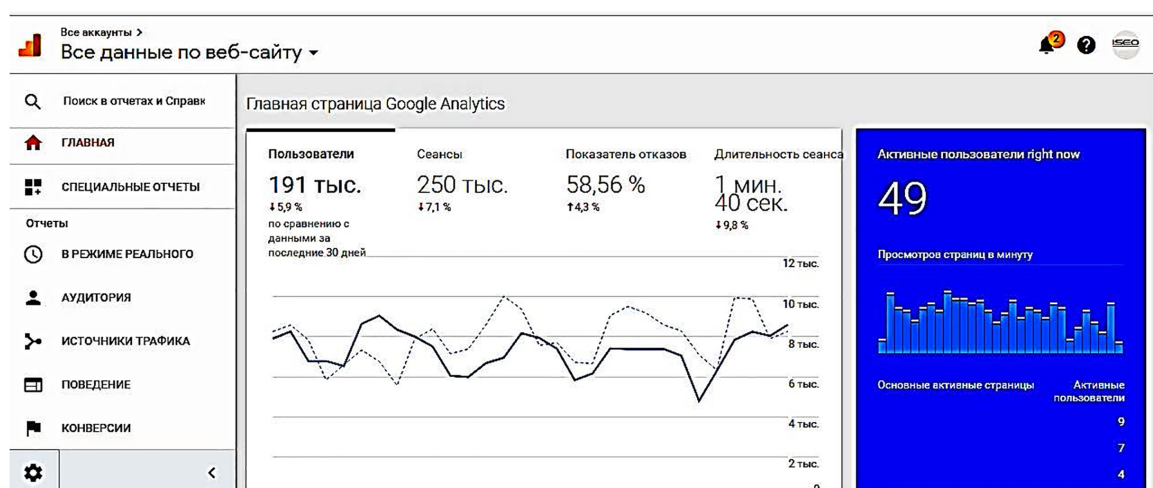 Все аккаунты >
Все данные по веб-сайту
2
ISEO
Поиск в отчетах и Справк
ГЛАВНАЯ
СПЕЦИАЛЬНЫЕ ОТЧЕТЫ
Отчеты
В РЕЖИМЕ РЕАЛЬНОГО
АУДИТОРИЯ
ИСТОЧНИКИ ТРАФИКА
ПОВЕДЕНИЕ
КОНВЕРСИИ
Главная страница Google Analytics
Пользователи
191 тыс.
↓5,9 %
по сравнению с
данными за
последние 30 дней
Сеансы
250 тыс.
↓7,1 %
Показатель отказов
58,56 %
↑4,3 %
Длительность сеанса
1 мин.
40 сек.
↓9,8 %
12 тыс.
10 тыс.
8 тыс.
6 тыс.
4 тыс.
2 тыс.
0
Активные пользователи right now
49
Просмотров страниц в минуту
Основные активные страницы
Активные
пользователи
9
7
4